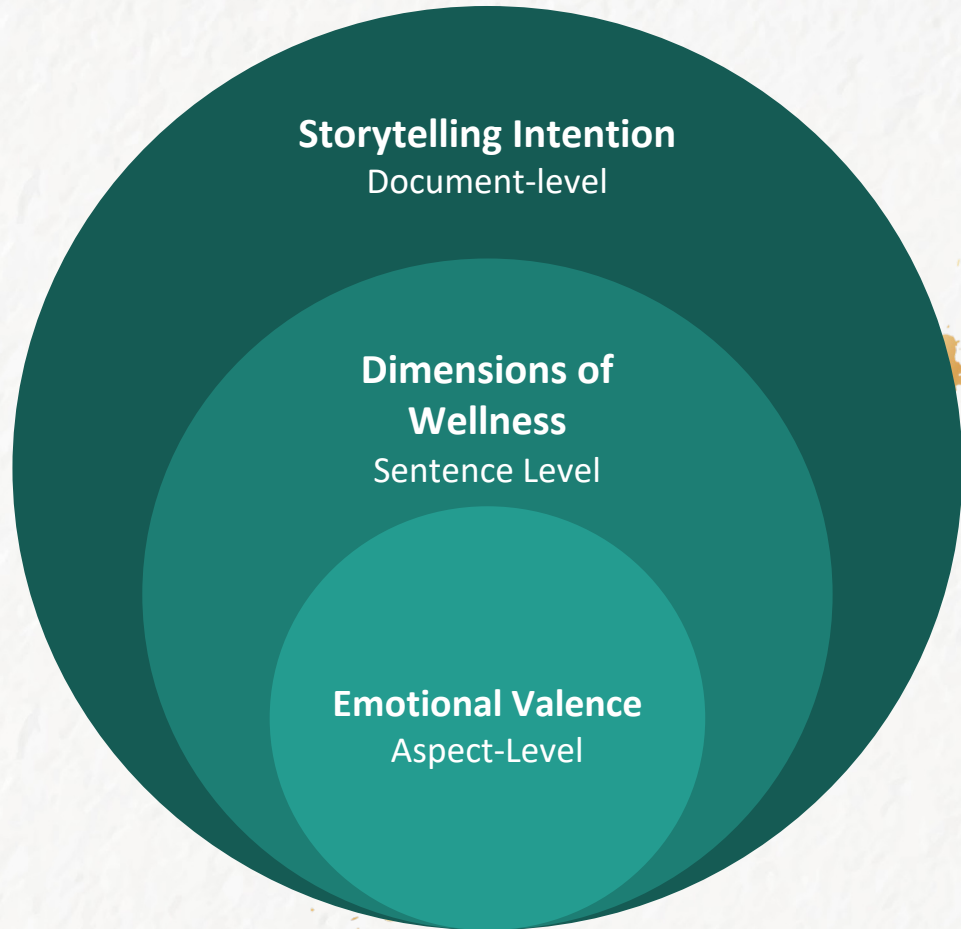 Storytelling Intention
Document-level
Dimensions of
Wellness
Sentence Level
Emotional Valence
Aspect-Level